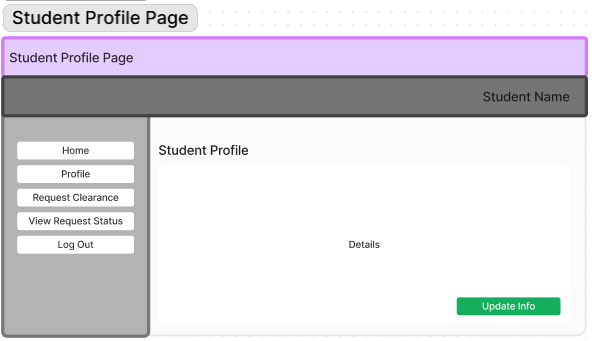 Student Profile Page
Student Profile Page
Student Name
Home
Profile
Request Clearance
View Request Status
Log Out
Student Profile
Details
Update Info